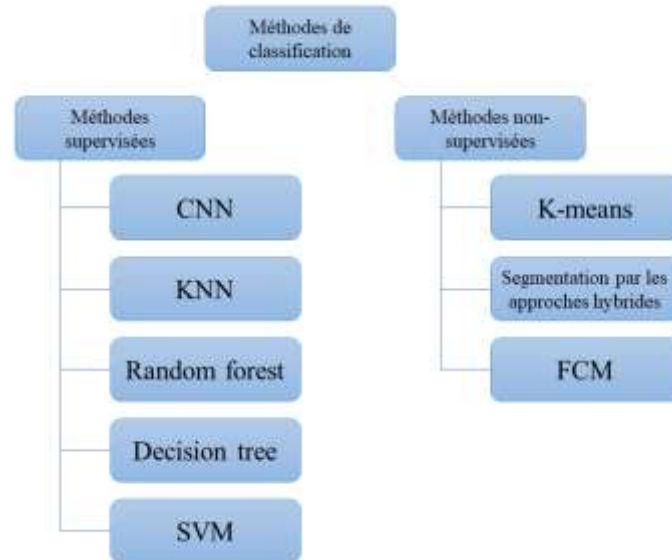 Méthodes de
classification
Méthodes
supervisées
CNN
KNN
Random forest
Decision tree
SVM
Méthodes non-
supervisées
K-means
Segmentation par les
approches hybrides
FCM